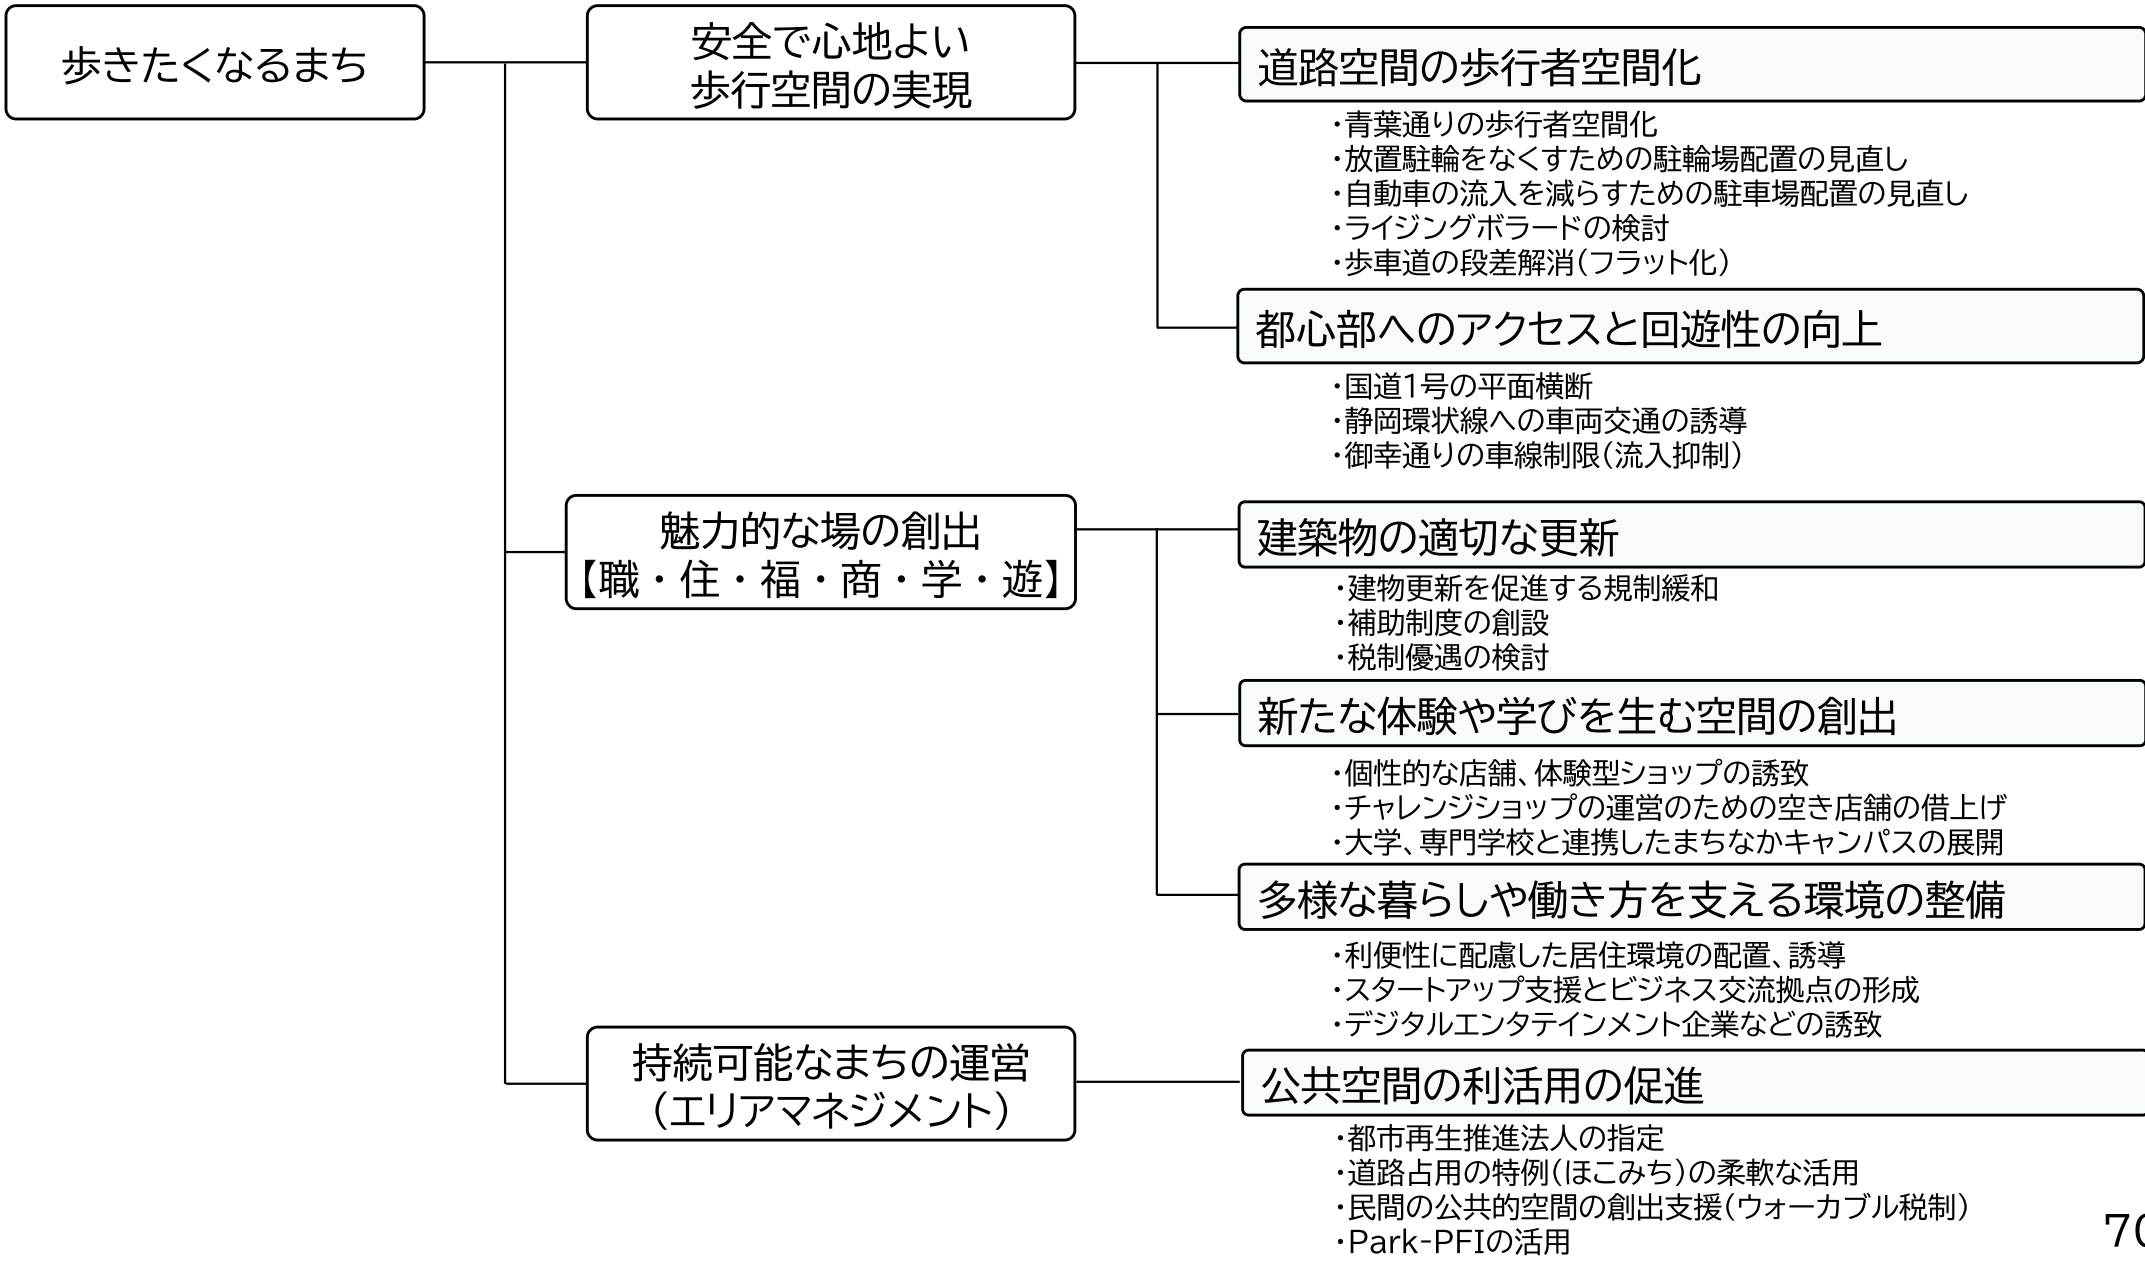 歩きたくなるまち
安全で心地よい
歩行空間の実現
道路空間の歩行者空間化
・青葉通りの歩行者空間化
・放置駐輪をなくすための駐輪場配置の見直し
・自動車の流入を減らすための駐車場配置の見直し
・ライジングボラードの検討
・歩車道の段差解消（フラット化）
都心部へのアクセスと回遊性の向上
・国道1号の平面横断
・静岡環状線への車両交通の誘導
・御幸通りの車線制限（流入抑制）
魅力的な場の創出
【職・住・福・商・学・遊】
建築物の適切な更新
・建物更新を促進する規制緩和
・補助制度の創設
・税制優遇の検討
新たな体験や学びを生む空間の創出
・個性的な店舗、体験型ショップの誘致
・チャレンジショップの運営のための空き店舗の借上げ
・大学、専門学校と連携したまちなかキャンパスの展開
多様な暮らしや働き方を支える環境の整備
・利便性に配慮した居住環境の配置、誘導
・スタートアップ支援とビジネス交流拠点の形成
・デジタルエンタテインメント企業などの誘致
持続可能なまちの運営
（エリアマネジメント）
公共空間の利活用の促進
・都市再生推進法人の指定
・道路占用の特例（ほこみち）の柔軟な活用
・民間の公共的空間の創出支援（ウォーカブル税制）
・Park-PFIの活用